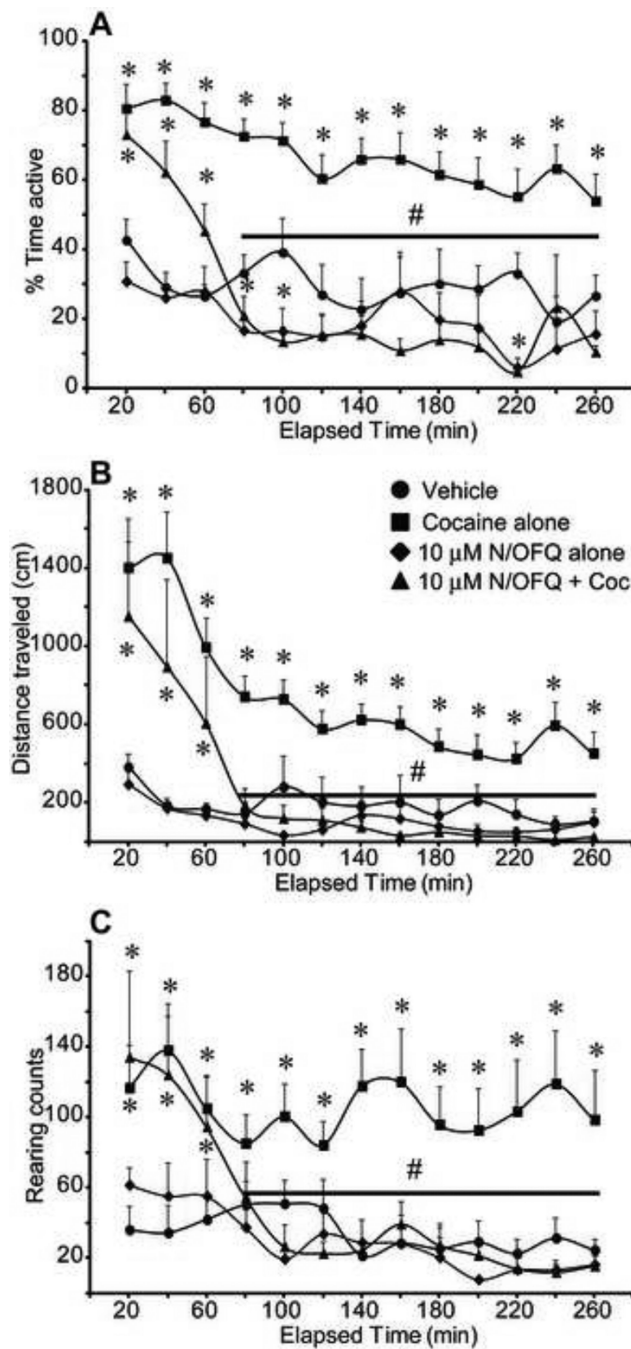 A
* * * * * * * * * * * * *
100
80
60
40
20
0
% Time active
* * *
#
* * *
20 60 100 140 180 220 260
Elapsed Time (min)
B
* * * * * * * * * * * * *
1800
1400
1000
600
200
Distance traveled (cm)
Vehicle
Cocaine alone
10 µM N/OFQ alone
10 µM N/OFQ + Coc
* * *
#
20 60 100 140 180 220 260
Elapsed Time (min)
C
* * * * * * * * * * * * *
180
140
100
60
20
Rearing counts
* * *
#
20 60 100 140 180 220 260
Elapsed Time (min)